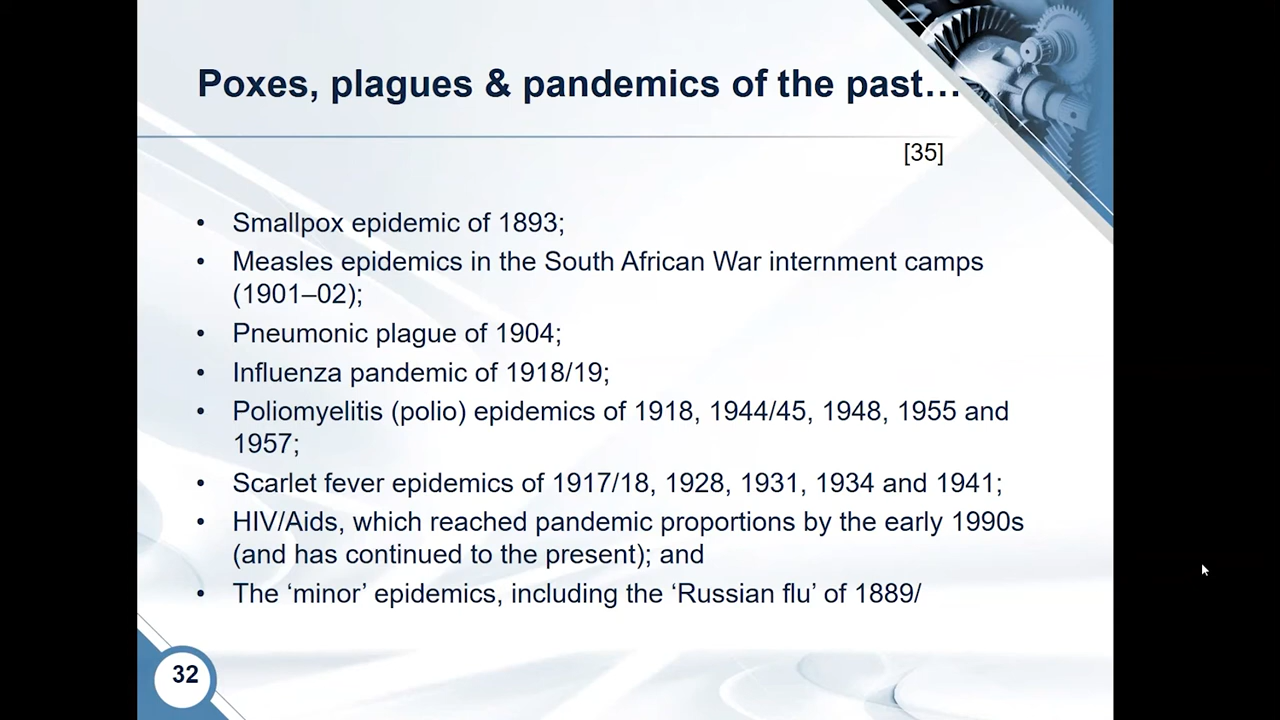 Poxes, plagues & pandemics of the past…
[35]
• Smallpox epidemic of 1893;
• Measles epidemics in the South African War internment camps
(1901–02);
• Pneumonic plague of 1904;
• Influenza pandemic of 1918/19;
• Poliomyelitis (polio) epidemics of 1918, 1944/45, 1948, 1955 and
1957;
• Scarlet fever epidemics of 1917/18, 1928, 1931, 1934 and 1941;
• HIV/Aids, which reached pandemic proportions by the early 1990s
(and has continued to the present); and
• The ‘minor’ epidemics, including the ‘Russian flu’ of 1889/
32